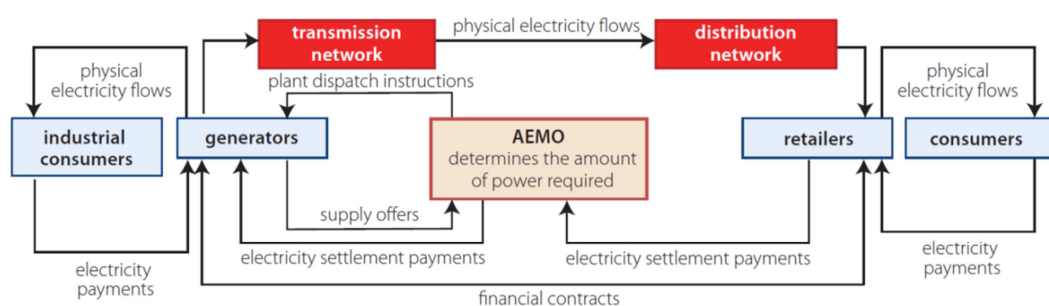 transmission
network
physical electricity flows
distribution
network
physical
electricity flows
plant dispatch instructions
physical
electricity flows
industrial
consumers
generators
AEMO
determines the amount
of power required
retailers
consumers
supply offers
electricity
payments
electricity settlement payments
electricity settlement payments
electricity
payments
financial contracts